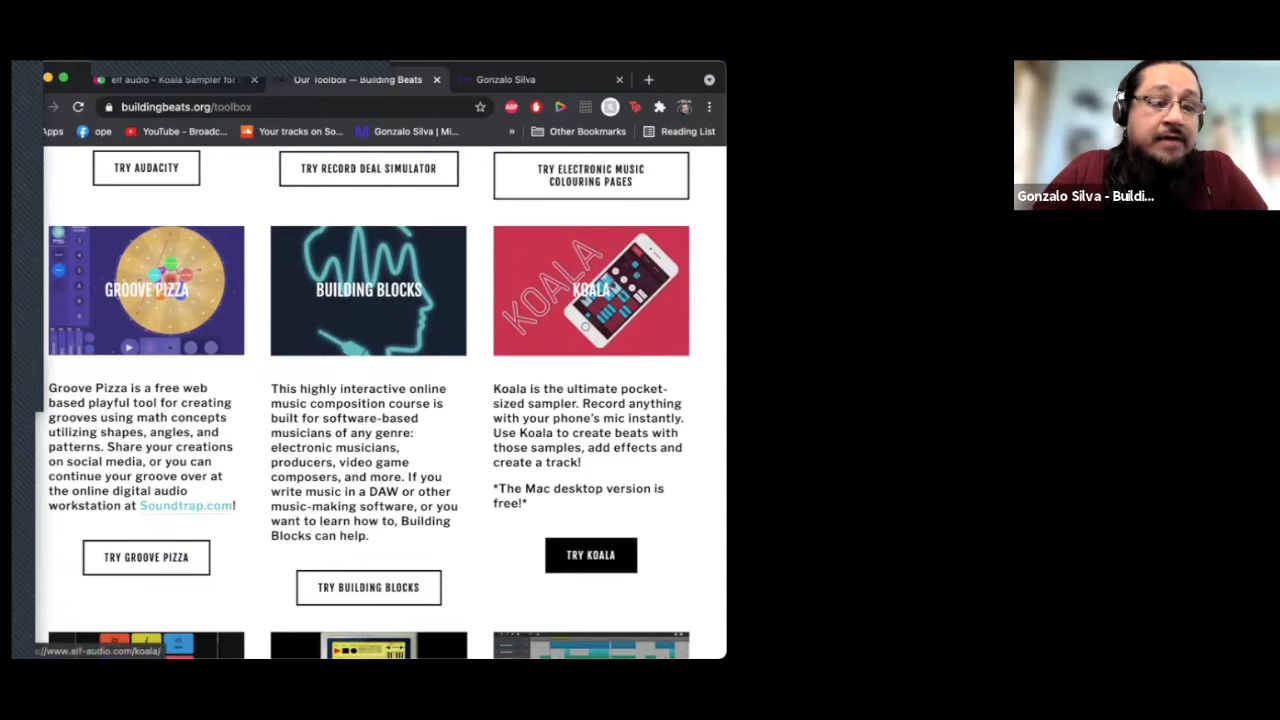 elf audio - Koala Sampler for
Our Toolbox — Building Beats
Gonzalo Silva
buildingbeats.org/toolbox
ABP
Tp
Apps
ope
YouTube - Broadc...
Your tracks on So...
Gonzalo Silva | Mi...
»
Other Bookmarks
Reading List
TRY AUDACITY
TRY RECORD DEAL SIMULATOR
TRY ELECTRONIC MUSIC
COLOURING PAGES
GROOVE PIZZA
BUILDING BLOCKS
KOALA
KOALA
Groove Pizza is a free web
based playful tool for creating
grooves using math concepts
utilizing shapes, angles, and
patterns. Share your creations
on social media, or you can
continue your groove over at
the online digital audio
workstation at Soundtrap.com!
TRY GROOVE PIZZA
This highly interactive online
music composition course is
built for software-based
musicians of any genre:
electronic musicians,
producers, video game
composers, and more. If you
write music in a DAW or other
music-making software, or you
want to learn how to, Building
Blocks can help.
TRY BUILDING BLOCKS
Koala is the ultimate pocket-
sized sampler. Record anything
with your phone's mic instantly.
Use Koala to create beats with
those samples, add effects and
create a track!
*The Mac desktop version is
free!*
TRY KOALA
://www.elf-audio.com/koala/
Gonzalo Silva - Buildi...